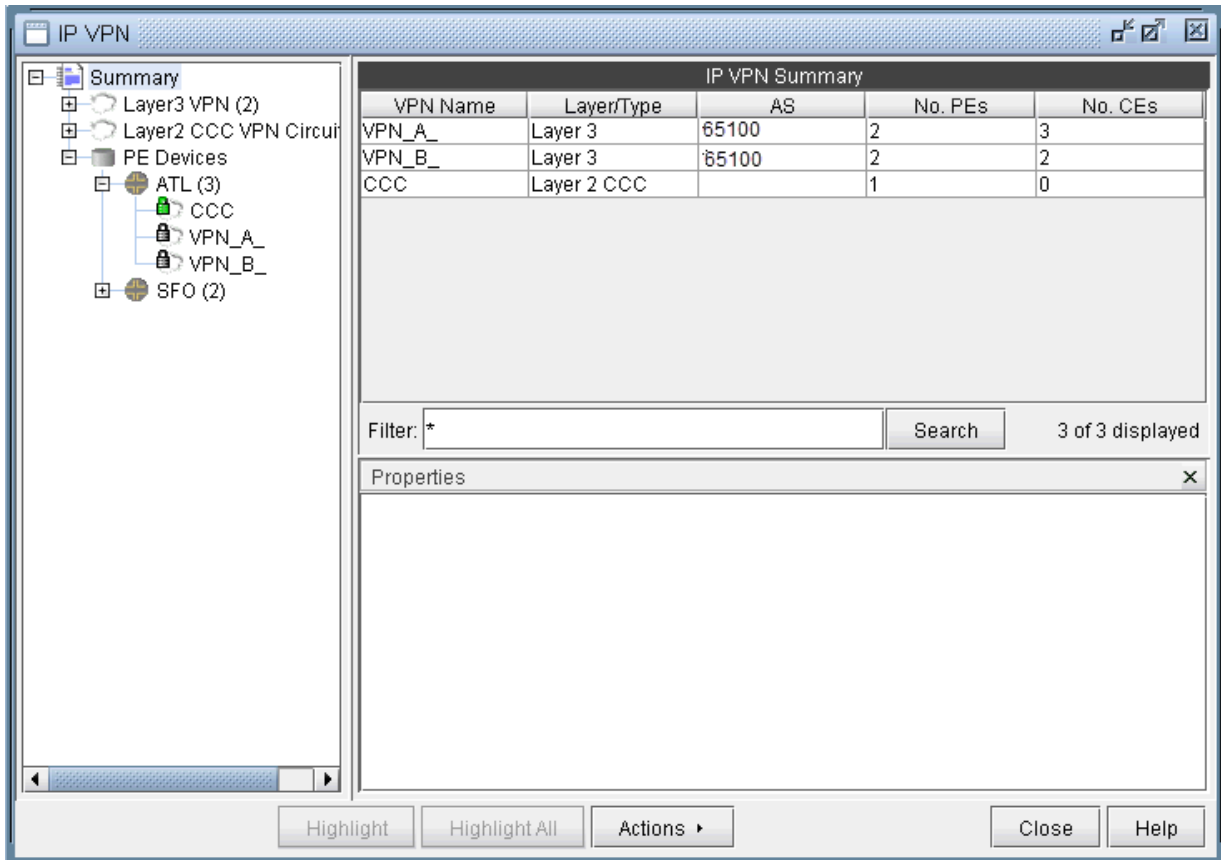 IP VPN
Summary
Layer3 VPN (2)
Layer2 CCC VPN Circui
PE Devices
ATL (3)
CCC
VPN_A_
VPN_B_
SFO (2)
IP VPN Summary
VPN Name Layer/Type AS No. PEs No. CEs
VPN_A_ Layer 3 65100 2 3
VPN_B_ Layer 3 65100 2 2
CCC Layer 2 CCC 1 0
Filter: * Search 3 of 3 displayed
Properties
Highlight Highlight All Actions Close Help